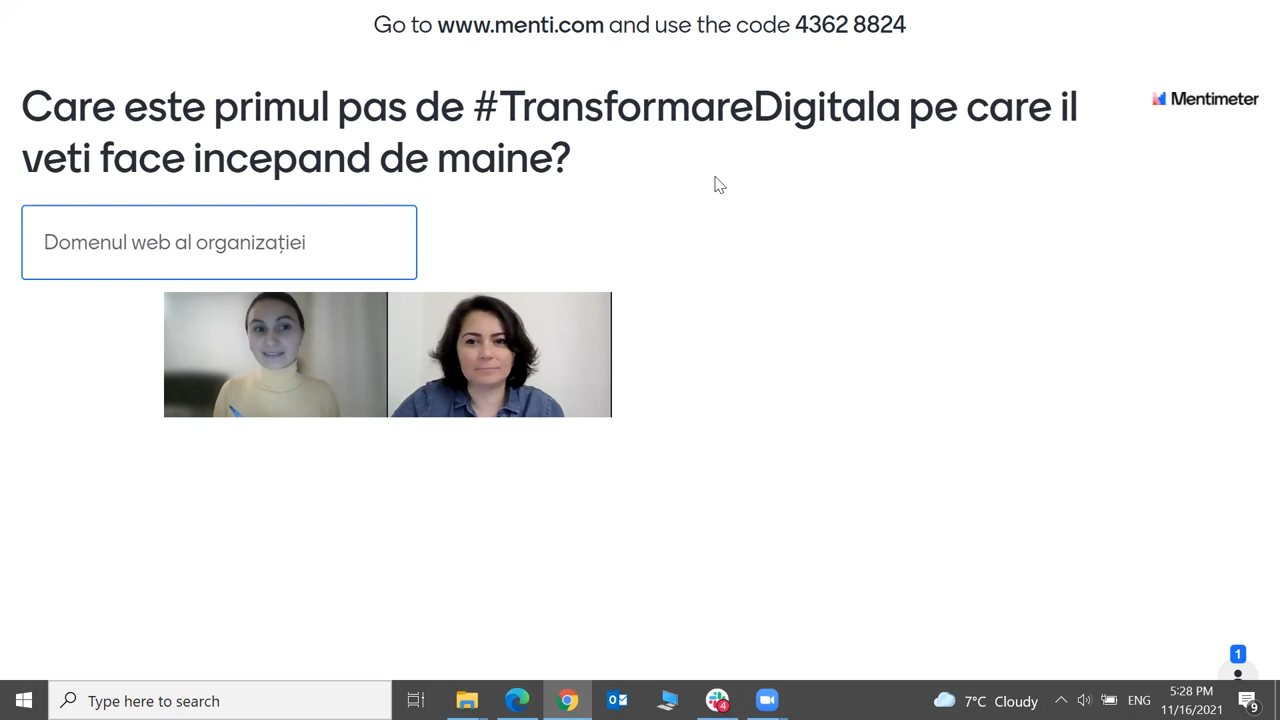 Go to www.menti.com and use the code 4362 8824
Care este primul pas de #TransformareDigitala pe care il
veti face incepand de maine?
Mentimeter
Domenul web al organizației
1
Type here to search
4
7°C Cloudy
ENG
5:28 PM
11/16/2021
9